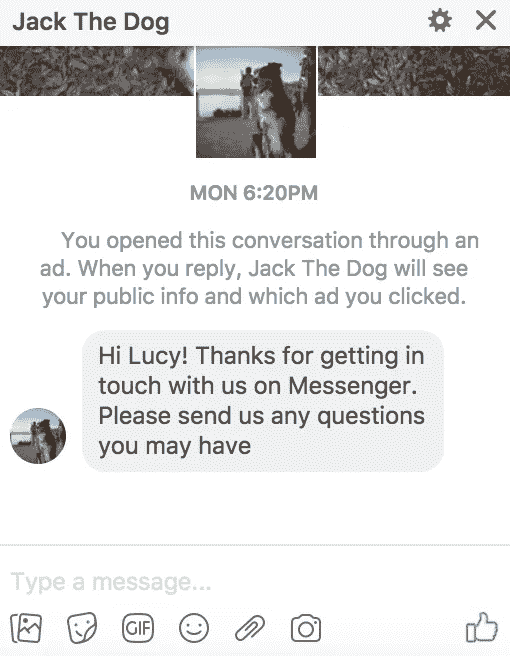 Jack The Dog
MON 6:20PM
You opened this conversation through an
ad. When you reply, Jack The Dog will see
your public info and which ad you clicked.
Hi Lucy! Thanks for getting in
touch with us on Messenger.
Please send us any questions
you may have
Type a message...
GIF